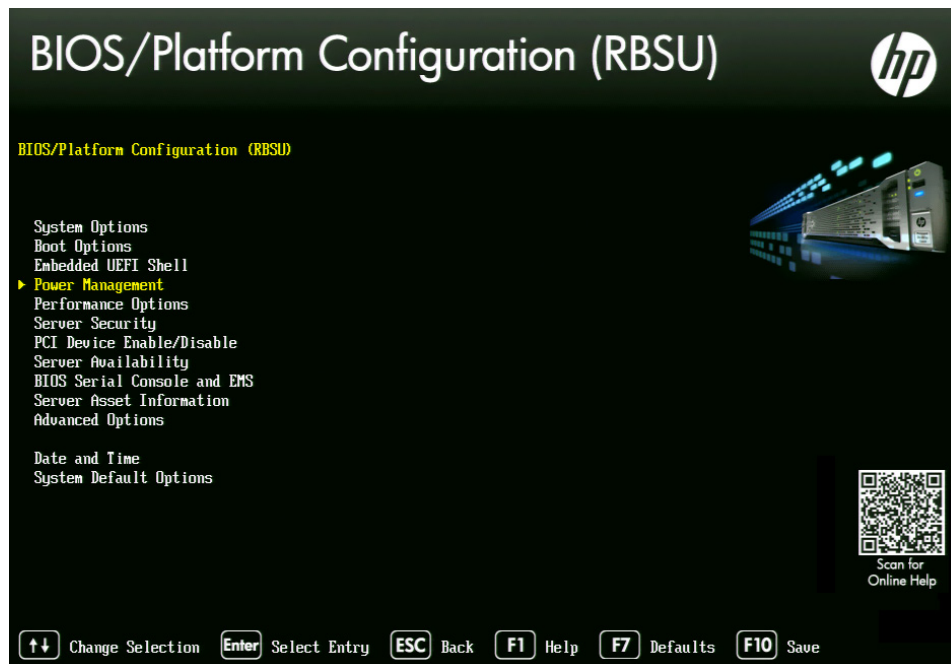 BIOS/Platform Configuration (RBSU)
hp
BIOS/Platform Configuration (RBSU)
System Options
Boot Options
Embedded UEFI Shell
Power Management
Performance Options
Server Security
PCI Device Enable/Disable
Server Availability
BIOS Serial Console and EMS
Server Asset Information
Advanced Options
Date and Time
System Default Options
Scan for
Online Help
Change Selection Enter Select Entry ESC Back F1 Help F7 Defaults F10 Save